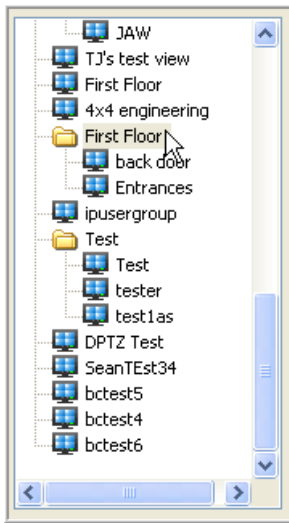 JAW
TJ's test view
First Floor
4x4 engineering
First Floor
back door
Entrances
ipusergroup
Test
Test
tester
test1as
DPTZ Test
SeanTEst34
bctest5
bctest4
bctest6